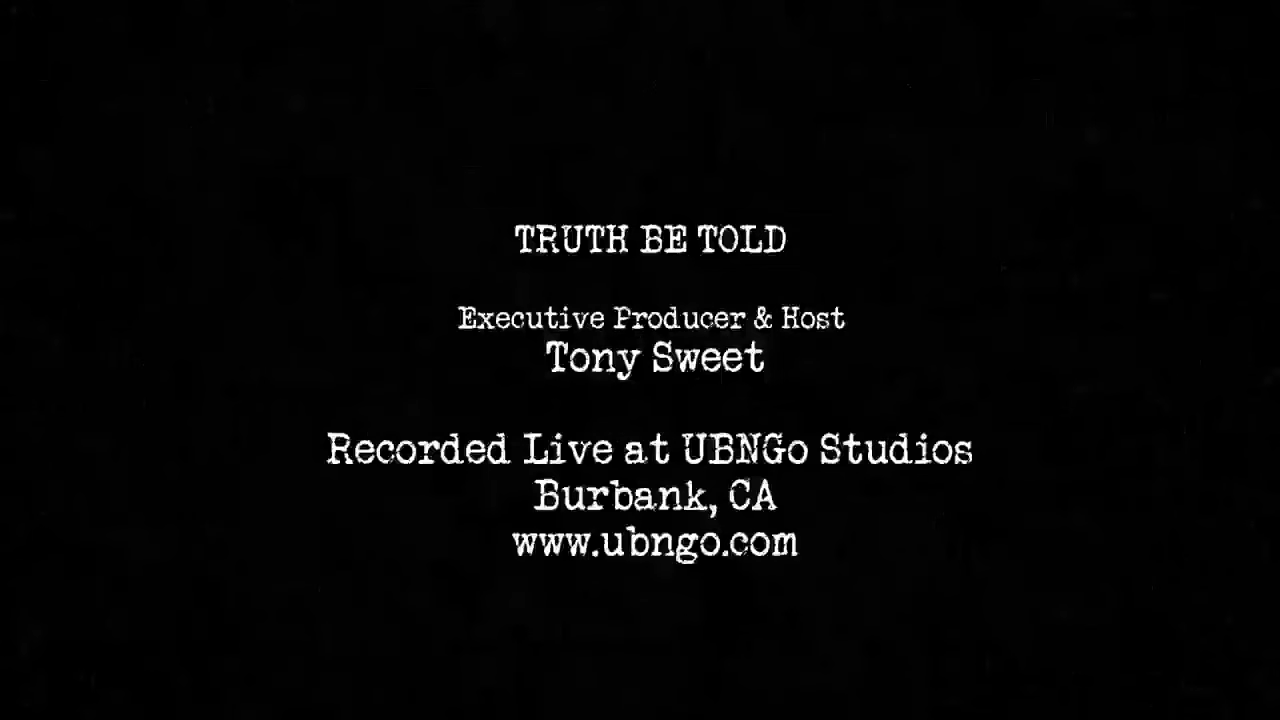 TRUTH BE TOLD
Executive Producer & Host
Tony Sweet
Recorded Live at UBNGo Studios
Burbank, CA
www.ubngo.com